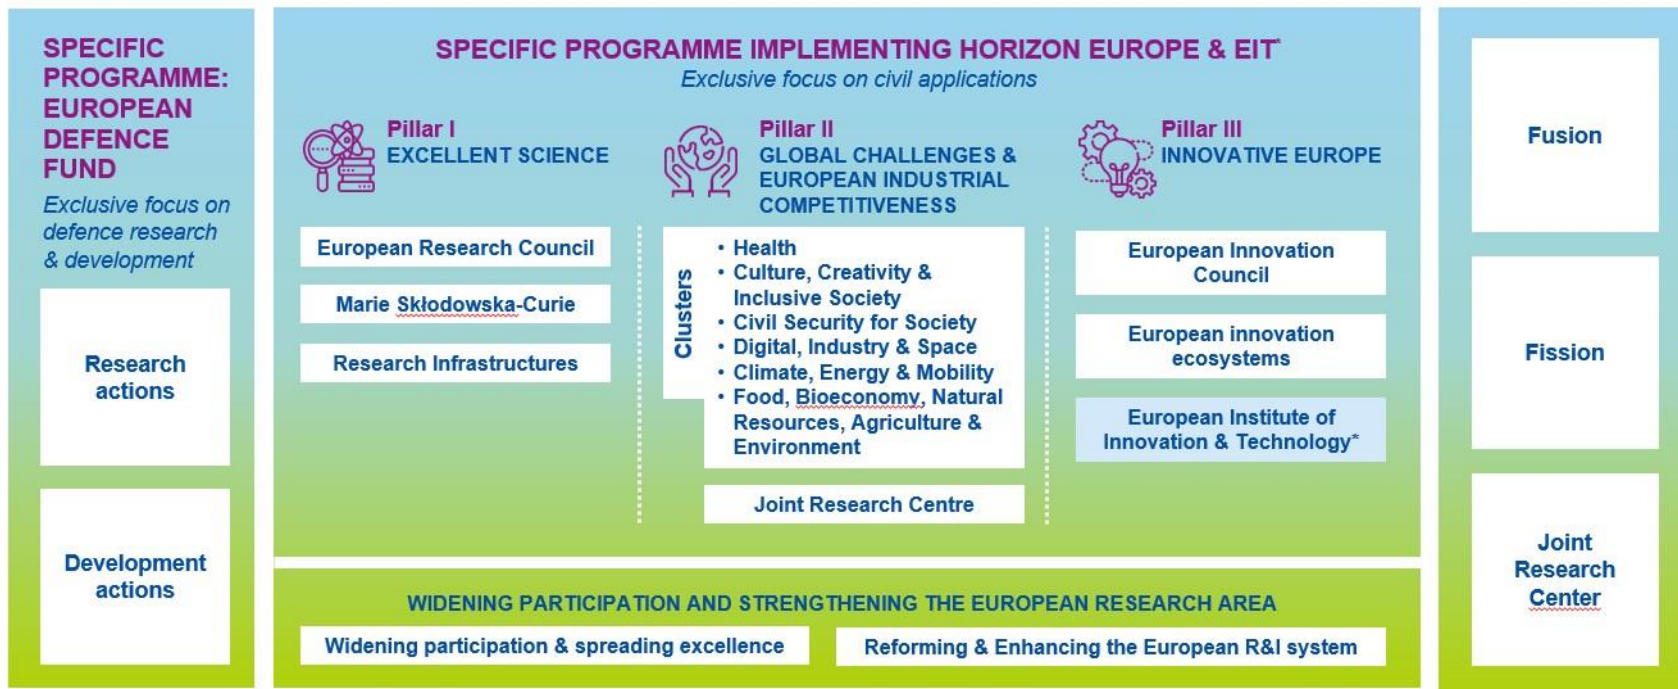 SPECIFIC
PROGRAMME:
EUROPEAN
DEFENCE
FUND
Exclusive focus on
defence research
& development
Research
actions
Development
actions
SPECIFIC PROGRAMME IMPLEMENTING HORIZON EUROPE & EIT*
Exclusive focus on civil applications
Pillar I
EXCELLENT SCIENCE
European Research Council
Marie Skłodowska-Curie
Research Infrastructures
Pillar II
GLOBAL CHALLENGES &
EUROPEAN INDUSTRIAL
COMPETITIVENESS
Clusters
• Health
• Culture, Creativity &
Inclusive Society
• Civil Security for Society
• Digital, Industry & Space
• Climate, Energy & Mobility
• Food, Bioeconomy, Natural
Resources, Agriculture &
Environment
Joint Research Centre
Pillar III
INNOVATIVE EUROPE
European Innovation
Council
European innovation
ecosystems
European Institute of
Innovation & Technology*
WIDENING PARTICIPATION AND STRENGTHENING THE EUROPEAN RESEARCH AREA
Widening participation & spreading excellence
Reforming & Enhancing the European R&I system
Fusion
Fission
Joint
Research
Center